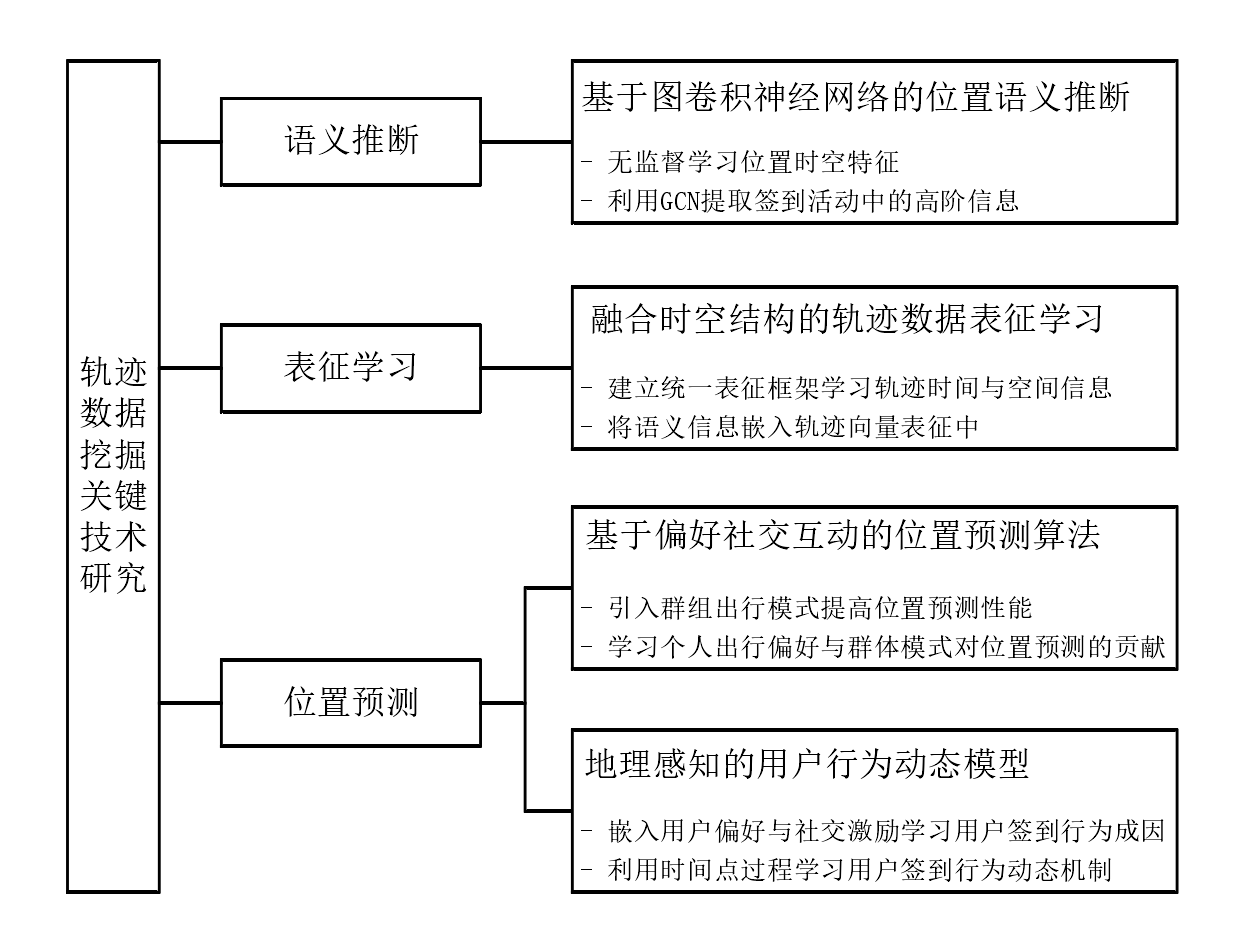 轨迹
数据
挖掘
关键
技术
研究
语义推断
基于图卷积神经网络的位置语义推断
- 无监督学习位置时空特征
- 利用GCN提取签到活动中的高阶信息
表征学习
融合时空结构的轨迹数据表征学习
- 建立统一表征框架学习轨迹时间与空间信息
- 将语义信息嵌入轨迹向量表征中
位置预测
基于偏好社交互动的位置预测算法
- 引入群组出行模式提高位置预测性能
- 学习个人出行偏好与群体模式对位置预测的贡献
地理感知的用户行为动态模型
- 嵌入用户偏好与社交激励学习用户签到行为成因
- 利用时间点过程学习用户签到行为动态机制